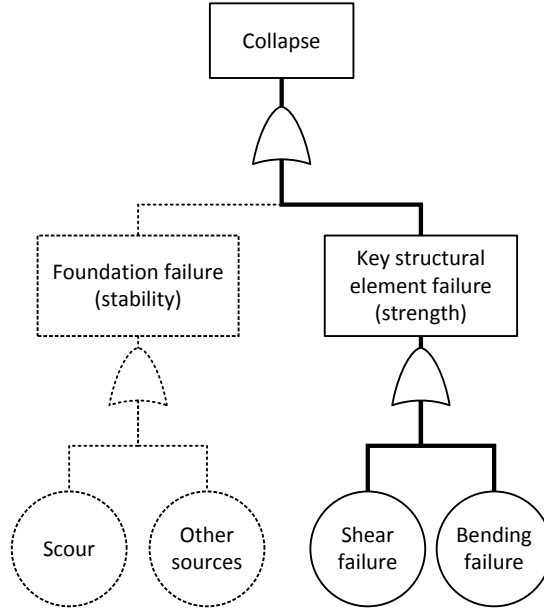 Collapse
Foundation failure
(stability)
Key structural
element failure
(strength)
Scour
Other
sources
Shear
failure
Bending
failure